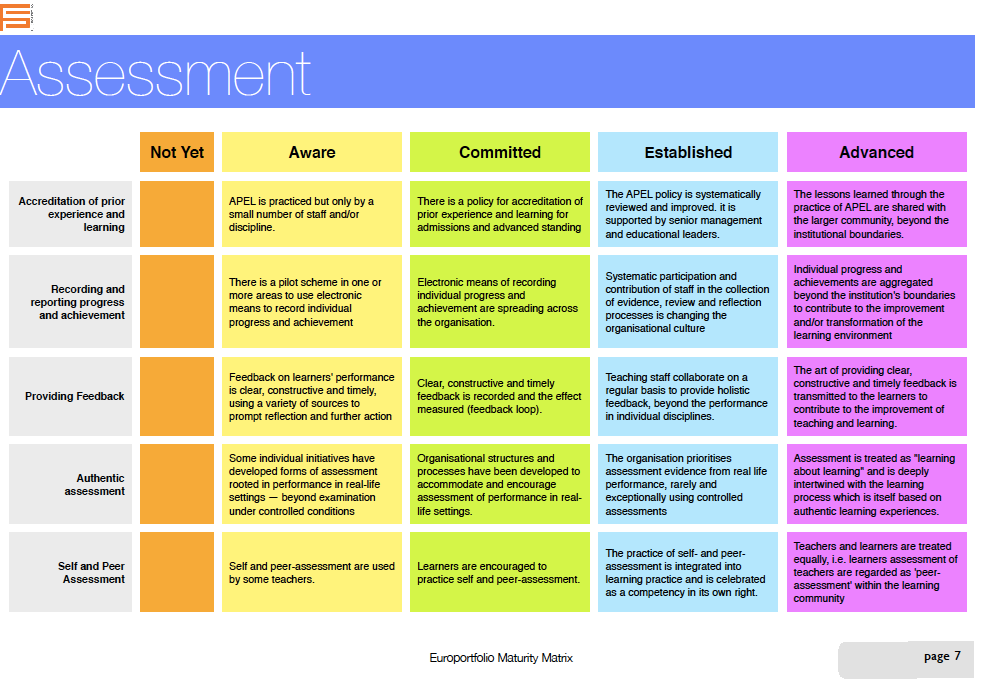 Assessment
Not Yet
Aware
Committed
Established
Advanced
Accreditation of prior
experience and
learning
APEL is practiced but only by a
small number of staff and/or
discipline.
There is a policy for accreditation of
prior experience and learning for
admissions and advanced standing
The APEL policy is systematically
reviewed and improved. it is
supported by senior management
and educational leaders.
The lessons learned through the
practice of APEL are shared with
the larger community, beyond the
institutional boundaries.
Recording and
reporting progress
and achievement
There is a pilot scheme in one or
more areas to use electronic
means to record individual
progress and achievement
Electronic means of recording
individual progress and
achievement are spreading across
the organisation.
Systematic participation and
contribution of staff in the collection
of evidence, review and reflection
processes is changing the
organisational culture
Individual progress and
achievements are aggregated
beyond the institution's boundaries
to contribute to the improvement
and/or transformation of the
learning environment
Providing Feedback
Feedback on learners' performance
is clear, constructive and timely,
using a variety of sources to
prompt reflection and further action
Clear, constructive and timely
feedback is recorded and the effect
measured (feedback loop).
Teaching staff collaborate on a
regular basis to provide holistic
feedback, beyond the performance
in individual disciplines.
The art of providing clear,
constructive and timely feedback is
transmitted to the learners to
contribute to the improvement of
teaching and learning.
Authentic
assessment
Some individual initiatives have
developed forms of assessment
rooted in performance in real-life
settings — beyond examination
under controlled conditions
Organisational structures and
processes have been developed to
accommodate and encourage
assessment of performance in real-
life settings.
The organisation prioritises
assessment evidence from real life
performance, rarely and
exceptionally using controlled
assessments
Assessment is treated as "learning
about learning" and is deeply
intertwined with the learning
process which is itself based on
authentic learning experiences.
Self and Peer
Assessment
Self and peer-assessment are used
by some teachers.
Learners are encouraged to
practice self and peer-assessment.
The practice of self- and peer-
assessment is integrated into
learning practice and is celebrated
as a competency in its own right.
Teachers and learners are treated
equally, i.e. learners assessment of
teachers are regarded as 'peer-
assessment' within the learning
community
Europortfolio Maturity Matrix
page 7